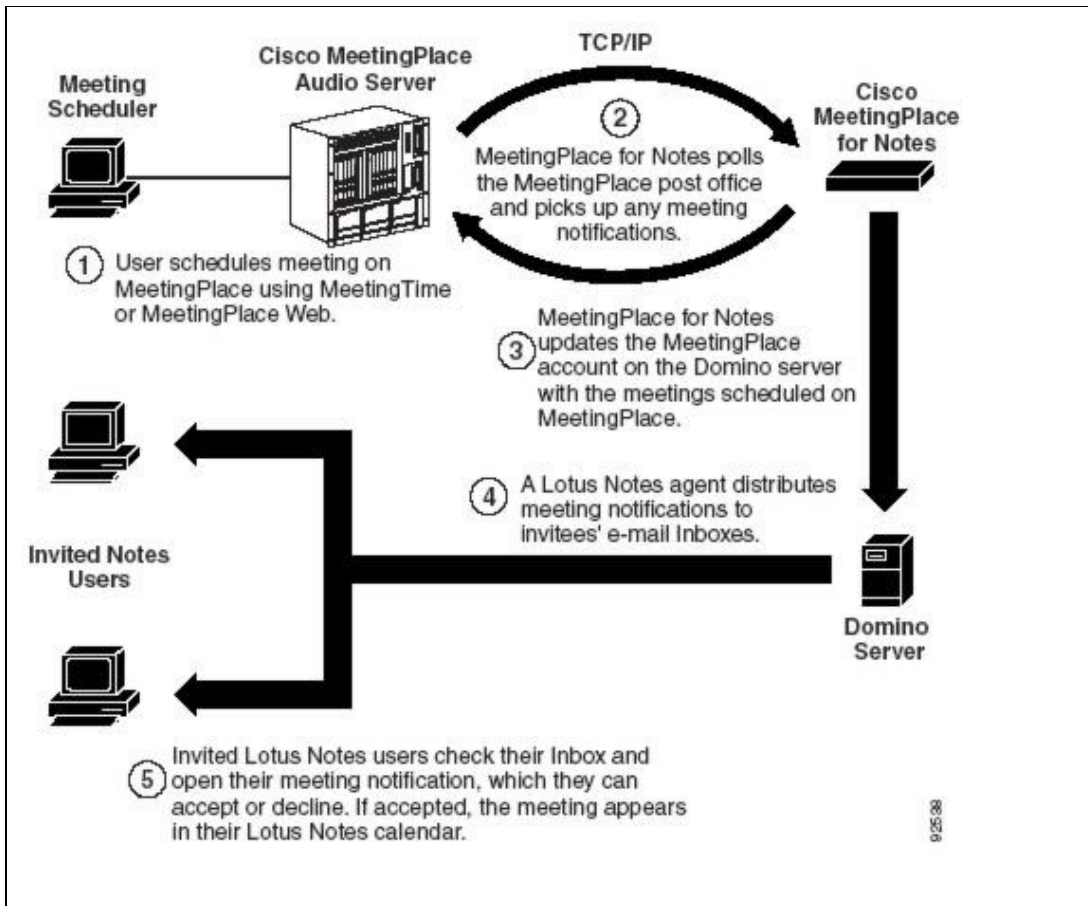 TCP/IP
Cisco MeetingPlace
Audio Server
Meeting
Scheduler
Cisco
MeetingPlace
for Notes
2
MeetingPlace for Notes polls
the MeetingPlace post office
and picks up any meeting
notifications.
1
User schedules meeting on
MeetingPlace using MeetingTime
or MeetingPlace Web.
3
MeetingPlace for Notes
updates the MeetingPlace
account on the Domino server
with the meetings scheduled on
MeetingPlace.
4
A Lotus Notes agent distributes
meeting notifications to
invitees' e-mail Inboxes.
Invited Notes
Users
Domino
Server
5
Invited Lotus Notes users check their Inbox and
open their meeting notification, which they can
accept or decline. If accepted, the meeting appears
in their Lotus Notes calendar.
92538